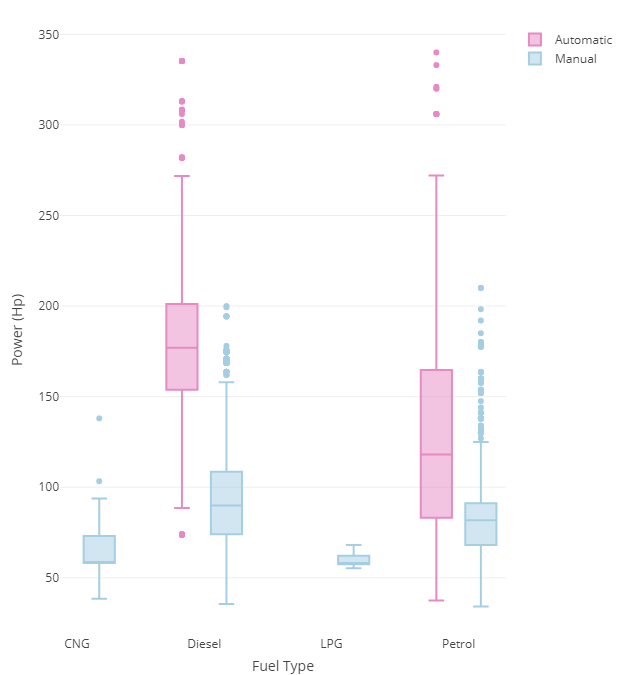 350
300
250
200
150
100
50
Power (Hp)
CNG
Diesel
LPG
Petrol
Fuel Type
Automatic
Manual